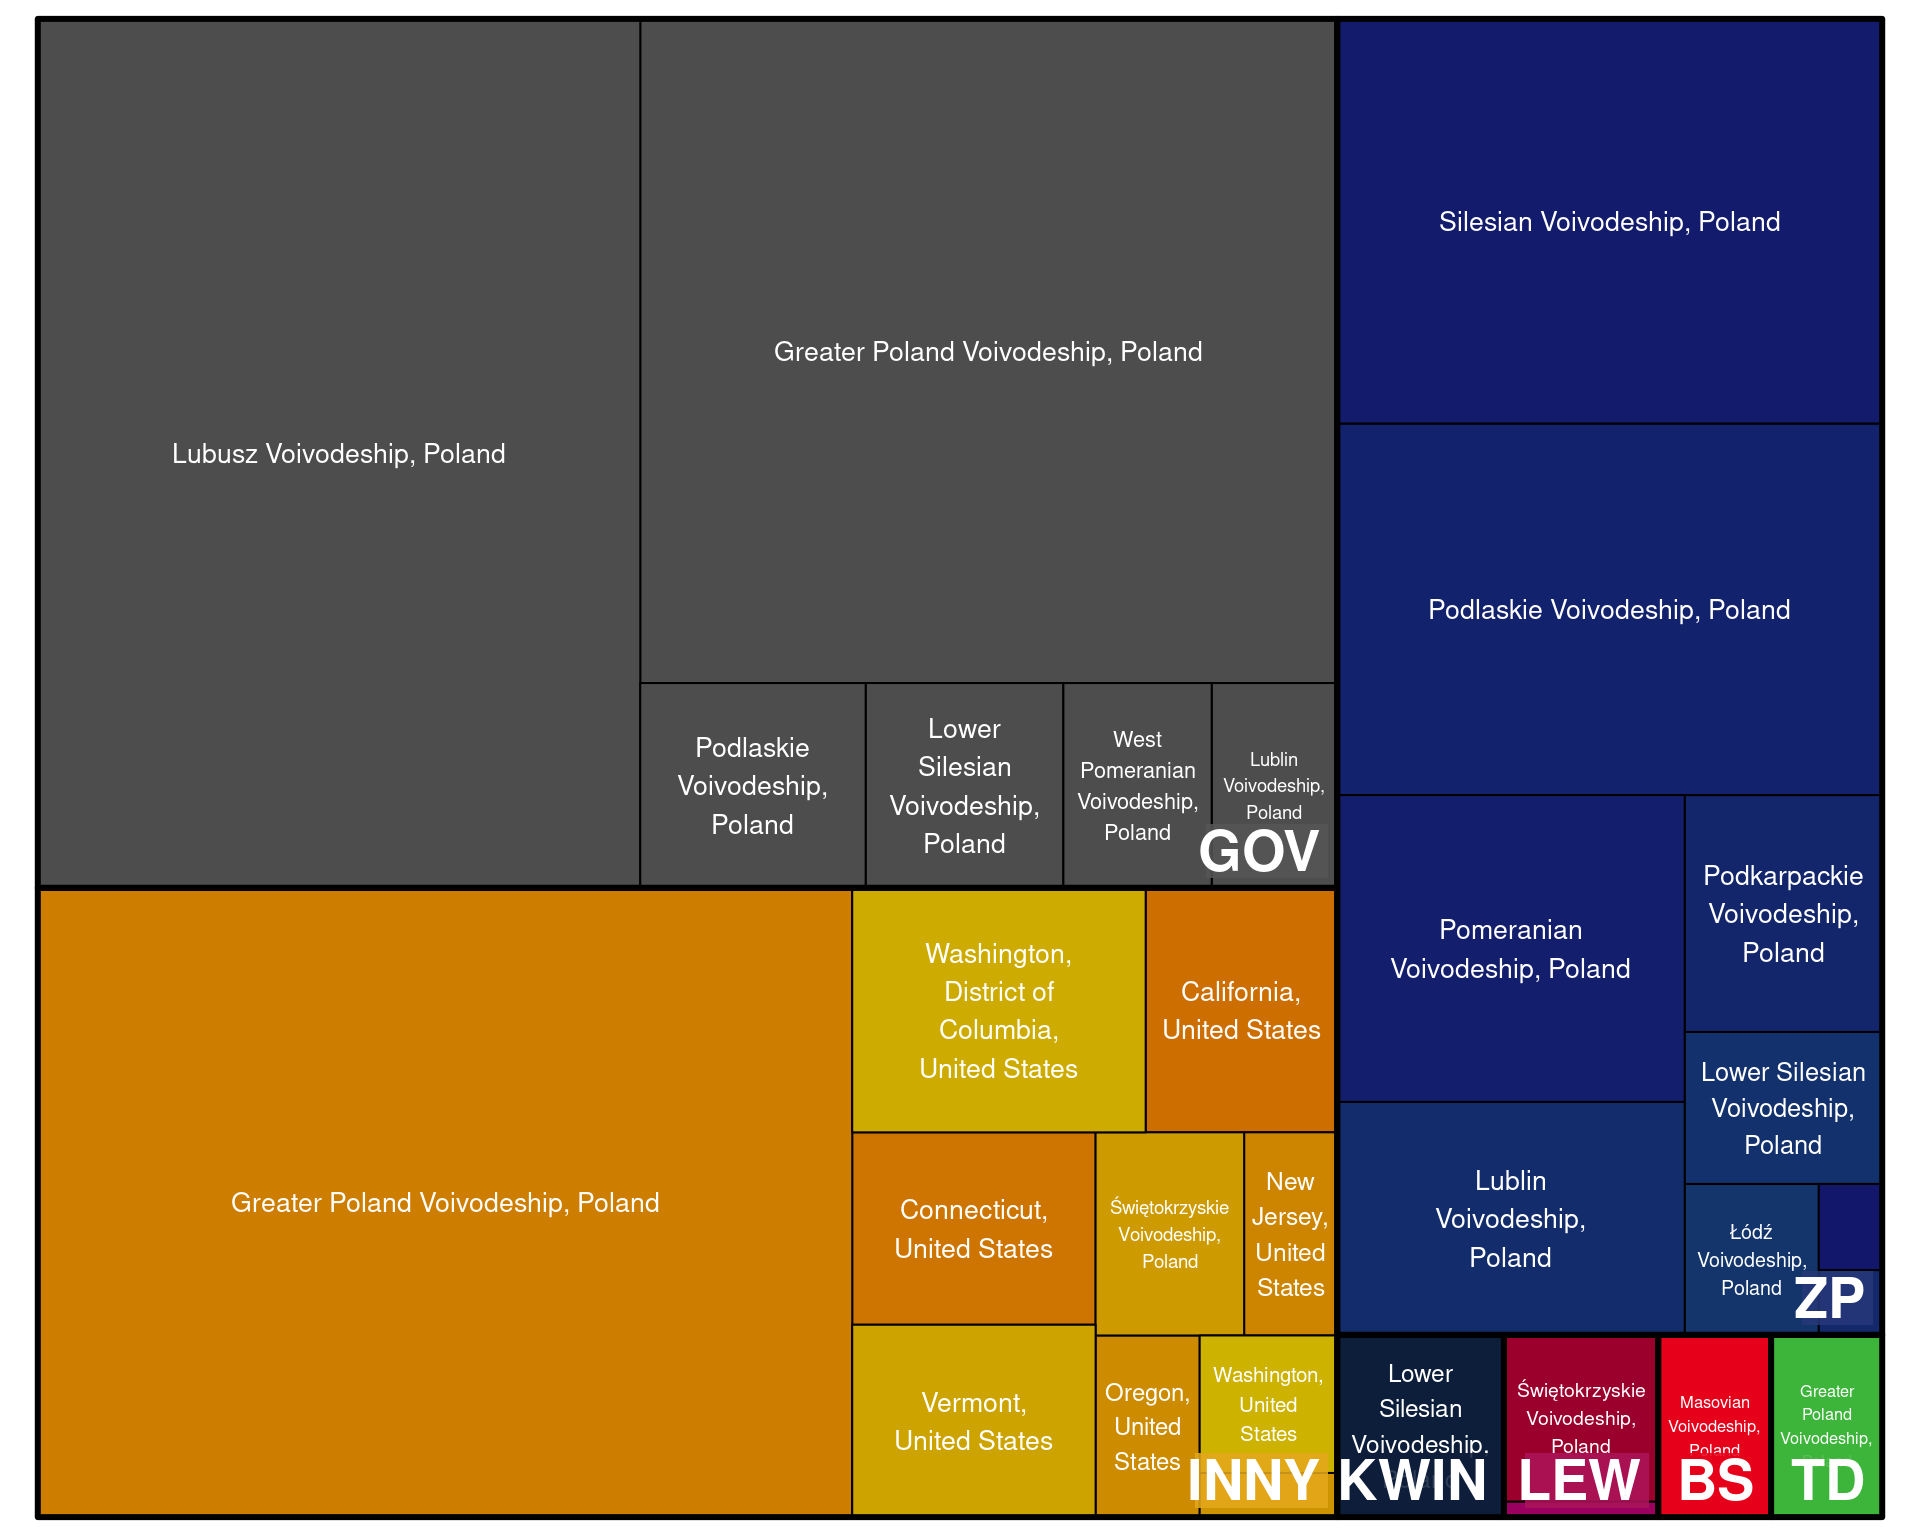 Lubusz Voivodeship, Poland
Greater Poland Voivodeship, Poland
Podlaskie
Voivodeship,
Poland
Lower
Silesian
Voivodeship,
Poland
West
Pomeranian
Voivodeship,
Poland
Lublin
Voivodeship,
Poland
GOV
Greater Poland Voivodeship, Poland
Washington,
District of
Columbia,
United States
California,
United States
Connecticut,
United States
Świętokrzyskie
Voivodeship,
Poland
New
Jersey,
United
States
Vermont,
United States
Oregon,
United
States
Washington,
United
States
INNY
Silesian Voivodeship, Poland
Podlaskie Voivodeship, Poland
Pomeranian
Voivodeship, Poland
Podkarpackie
Voivodeship,
Poland
Lower Silesian
Voivodeship,
Poland
Lublin
Voivodeship,
Poland
Łódź
Voivodeship,
Poland
ZP
Lower
Silesian
Voivodeship,
KWIN
Świętokrzyskie
Voivodeship,
Poland
LEW
Masovian
Voivodeship,
Poland
BS
Greater
Poland
Voivodeship,
TD